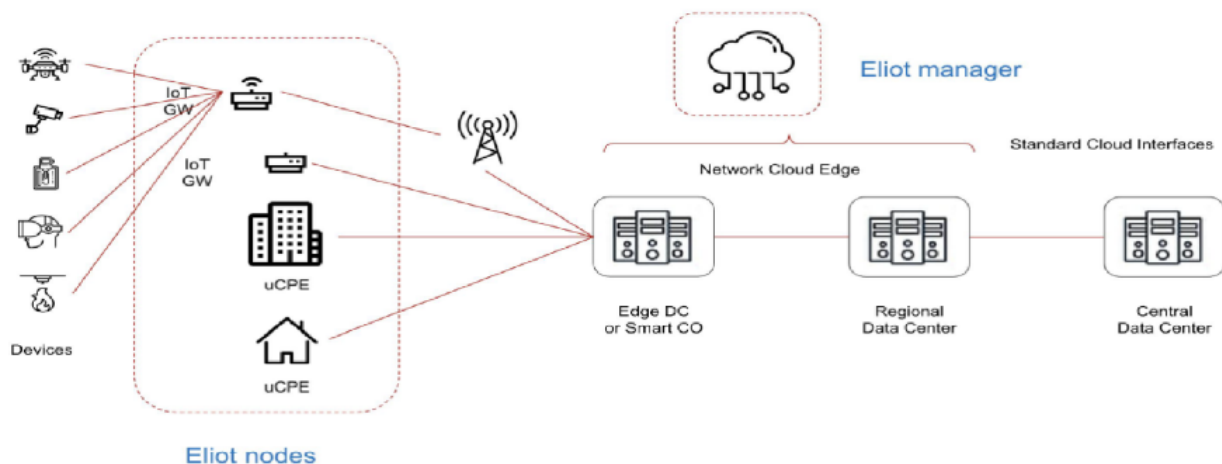 Eliot manager
IoT
GW
Standard Cloud Interfaces
IoT
GW
Network Cloud Edge
uCPE
Edge DC
or Smart CO
Regional
Data Center
Central
Data Center
Devices
uCPE
Eliot nodes